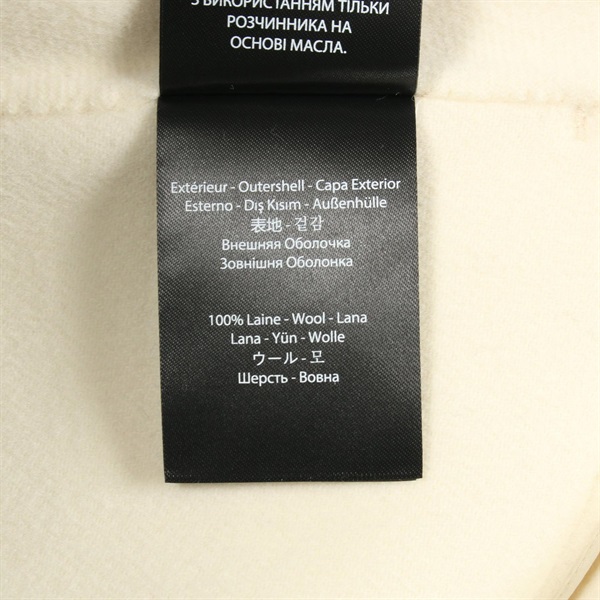 З ВИКОРИСТАННЯМ ТІЛЬКИ
РОЗЧИННИКА НА
ОСНОВІ МАСЛА.
Extérieur - Outershell - Capa Exterior
Esterno - Dış Kısım - Außenhülle
表地 - 겉감
Внешняя Оболочка
Зовнішня Оболонка
100% Laine - Wool - Lana
Lana - Yün - Wolle
ウール - 모
Шерсть - Вовна